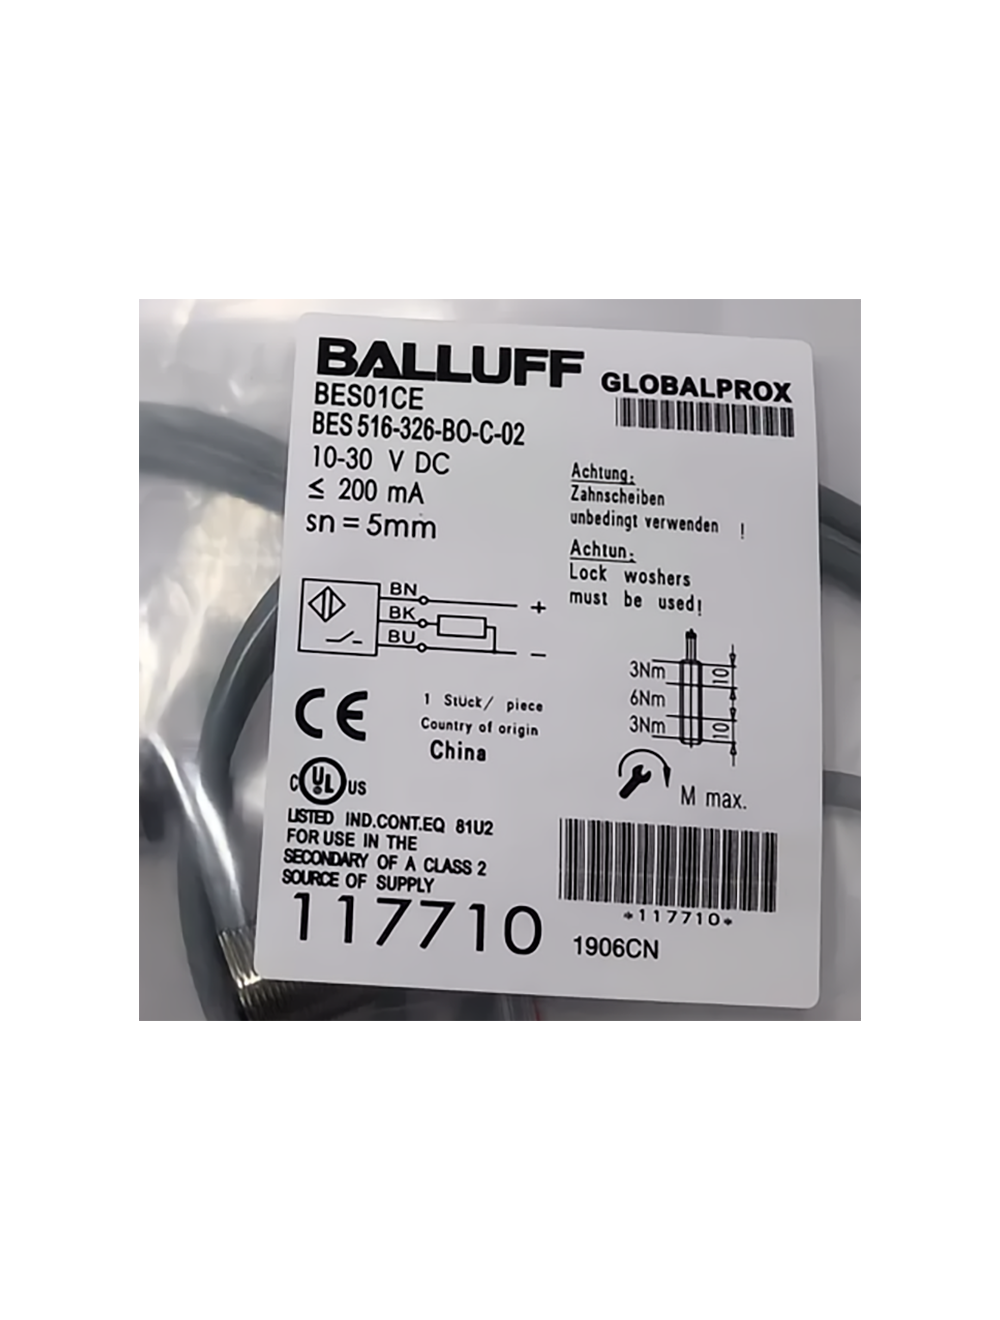 BALLUFF
GLOBALPROX
BES01CE
BES 516-326-BO-C-02
10-30 V DC
≤ 200 mA
sn = 5mm
Achtung:
Zahnscheiben
unbedingt verwenden !
Achtun:
Lock woshers
must be used!
BN
BK
BU
+
−
3Nm
6Nm
3Nm
10
10
M max.
CE
1 Stück/ piece
Country of origin
China
C UL US
LISTED IND.CONT.EQ 81U2
FOR USE IN THE
SECONDARY OF A CLASS 2
SOURCE OF SUPPLY
117710
*117710*
1906CN